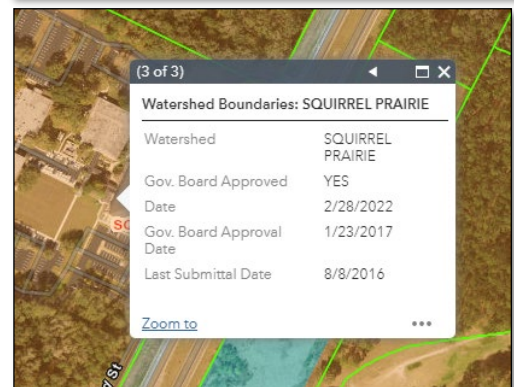 (3 of 3)
Watershed Boundaries: SQUIRREL PRAIRIE
Watershed SQUIRREL
PRAIRIE
Gov. Board Approved YES
Date 2/28/2022
Gov. Board Approval 1/23/2017
Date
Last Submittal Date 8/8/2016
Zoom to
St